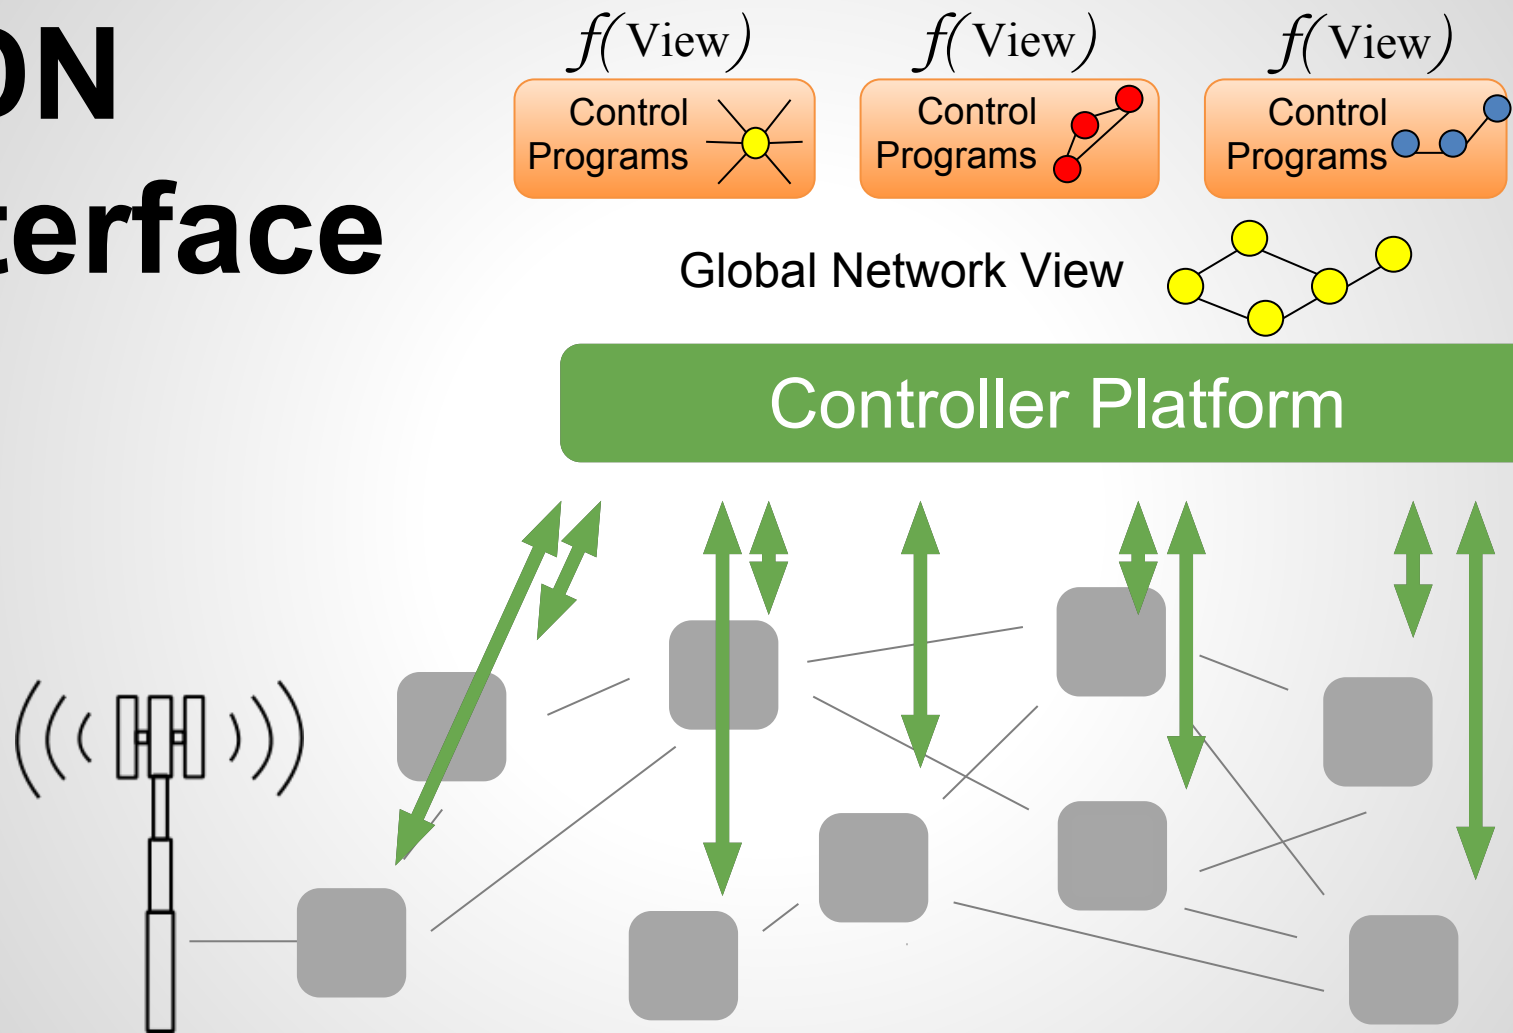 ON
terface
f(View)
f(View)
f(View)
Control
Programs
Control
Programs
Control
Programs
Global Network View
Controller Platform